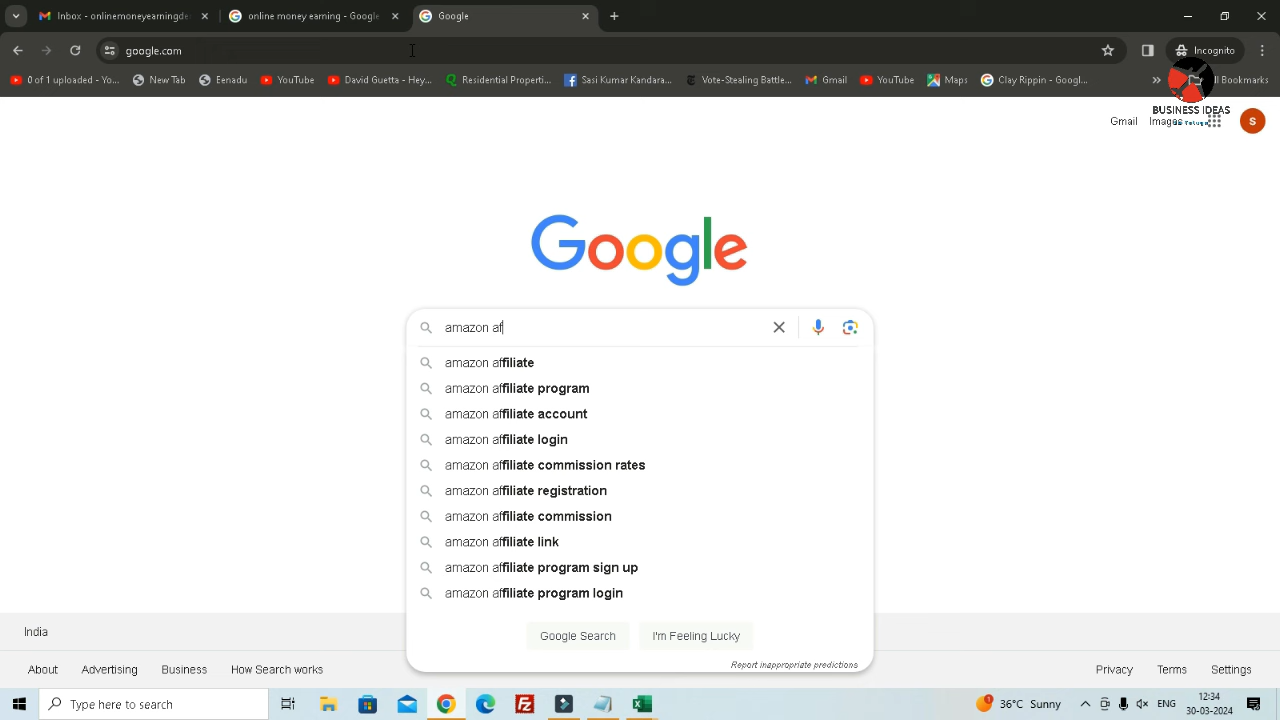 Inbox - onlinemoneyearningde
online money earning - Google
Google
google.com
Incognito
0 of 1 uploaded - Yo...
New Tab
Eenadu
YouTube
David Guetta - Hey...
Residential Properti...
Sasi Kumar Kandara...
Vote-Stealing Battle...
Gmail
YouTube
Maps
Clay Rippin - Googl...
ll Bookmarks
BUSINESS IDEAS
Gmail
Images
S
Google
amazon af
amazon affiliate
amazon affiliate program
amazon affiliate account
amazon affiliate login
amazon affiliate commission rates
amazon affiliate registration
amazon affiliate commission
amazon affiliate link
amazon affiliate program sign up
amazon affiliate program login
Google Search
I'm Feeling Lucky
Report inappropriate predictions
India
About
Advertising
Business
How Search works
Privacy
Terms
Settings
Type here to search
1
36°C Sunny
ENG
12:34
30-03-2024